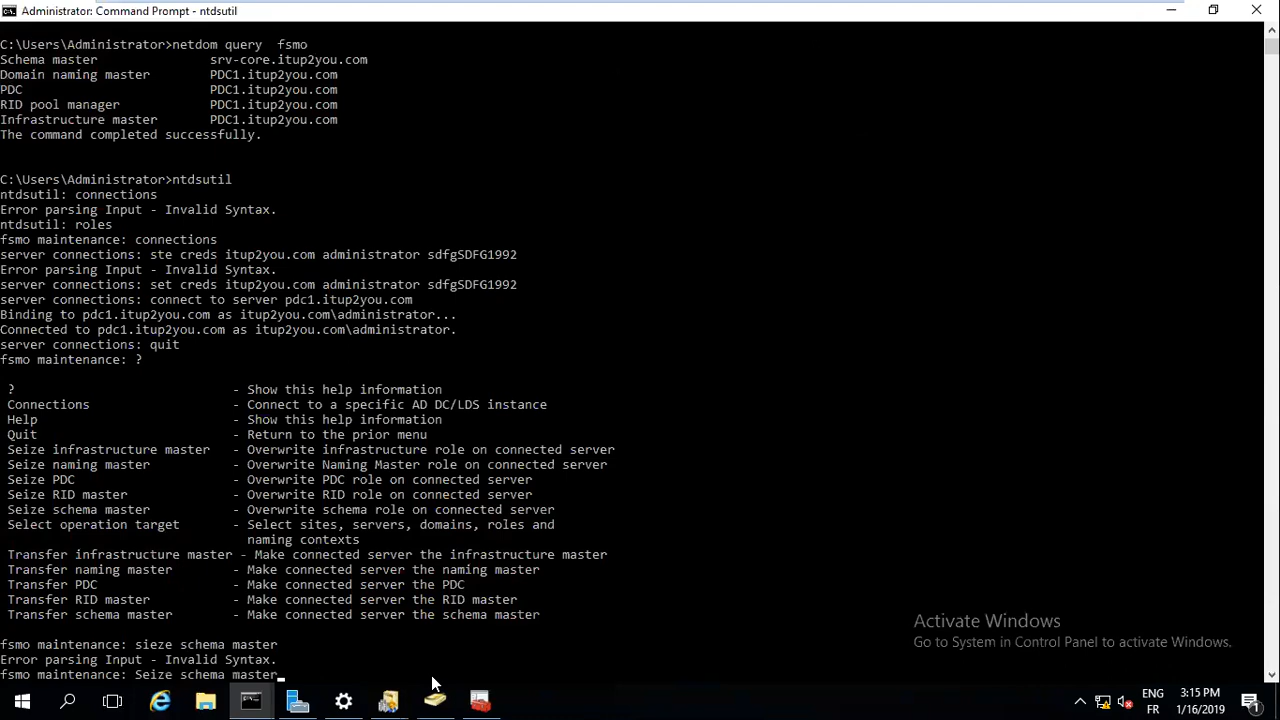 Administrator: Command Prompt - ntdsutil
C:\Users\Administrator>netdom query  fsmo
Schema master               srv-core.itup2you.com
Domain naming master        PDC1.itup2you.com
PDC                         PDC1.itup2you.com
RID pool manager            PDC1.itup2you.com
Infrastructure master       PDC1.itup2you.com
The command completed successfully.
C:\Users\Administrator>ntdsutil
ntdsutil: connections
Error parsing Input - Invalid Syntax.
ntdsutil: roles
fsmo maintenance: connections
server connections: ste creds itup2you.com administrator sdfgSDFG1992
Error parsing Input - Invalid Syntax.
server connections: set creds itup2you.com administrator sdfgSDFG1992
server connections: connect to server pdc1.itup2you.com
Binding to pdc1.itup2you.com as itup2you.com\administrator...
Connected to pdc1.itup2you.com as itup2you.com\administrator.
server connections: quit
fsmo maintenance: ?
?                              - Show this help information
Connections                    - Connect to a specific AD DC/LDS instance
Help                           - Show this help information
Quit                           - Return to the prior menu
Seize infrastructure master    - Overwrite infrastructure role on connected server
Seize naming master            - Overwrite Naming Master role on connected server
Seize PDC                      - Overwrite PDC role on connected server
Seize RID master               - Overwrite RID role on connected server
Seize schema master            - Overwrite schema role on connected server
Select operation target        - Select sites, servers, domains, roles and
naming contexts
Transfer infrastructure master - Make connected server the infrastructure master
Transfer naming master         - Make connected server the naming master
Transfer PDC                   - Make connected server the PDC
Transfer RID master            - Make connected server the RID master
Transfer schema master         - Make connected server the schema master
fsmo maintenance: sieze schema master
Error parsing Input - Invalid Syntax.
fsmo maintenance: Seize schema master
Activate Windows
Go to System in Control Panel to activate Windows.
ENG
FR
3:15 PM
1/16/2019
1